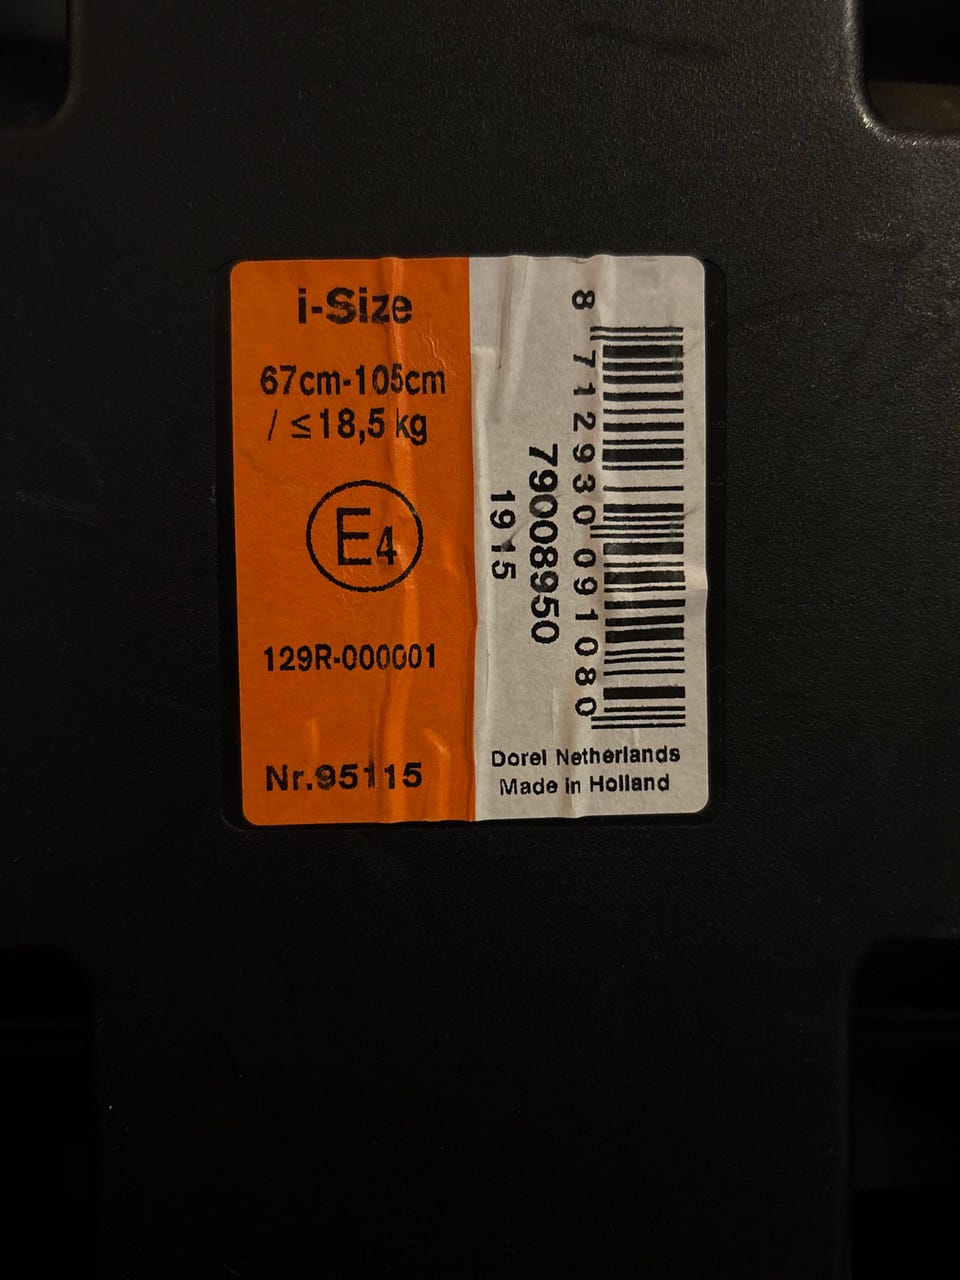 i-Size
67cm-105cm
/ ≤18,5 kg
E4
129R-000001
Nr.95115
8 712930 091080
79008950
1915
Dorel Netherlands
Made in Holland